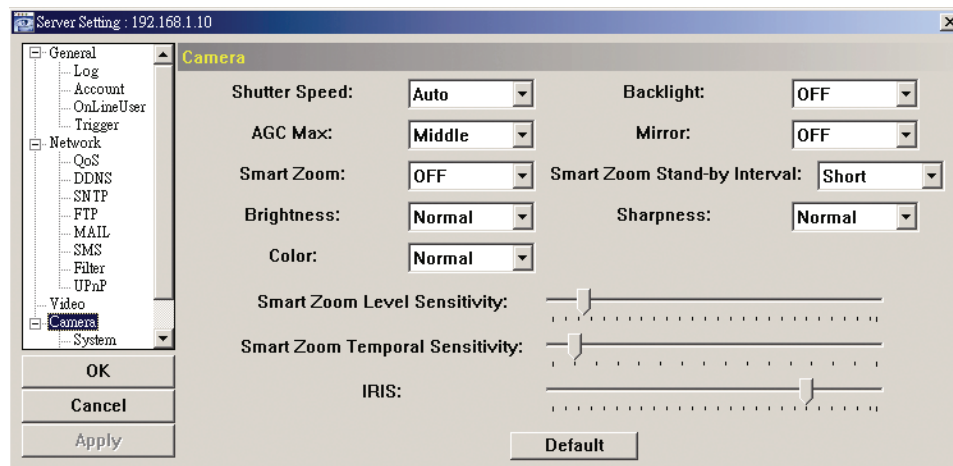 Server Setting : 192.168.1.10
General
Log
Account
OnLineUser
Trigger
Network
QoS
DDNS
SNTP
FTP
MAIL
SMS
Filter
UPnP
Video
Camera
System
OK
Cancel
Apply
Camera
Shutter Speed: Auto
Backlight: OFF
AGC Max: Middle
Mirror: OFF
Smart Zoom: OFF
Smart Zoom Stand-by Interval: Short
Brightness: Normal
Sharpness: Normal
Color: Normal
Smart Zoom Level Sensitivity:
Smart Zoom Temporal Sensitivity:
IRIS:
Default